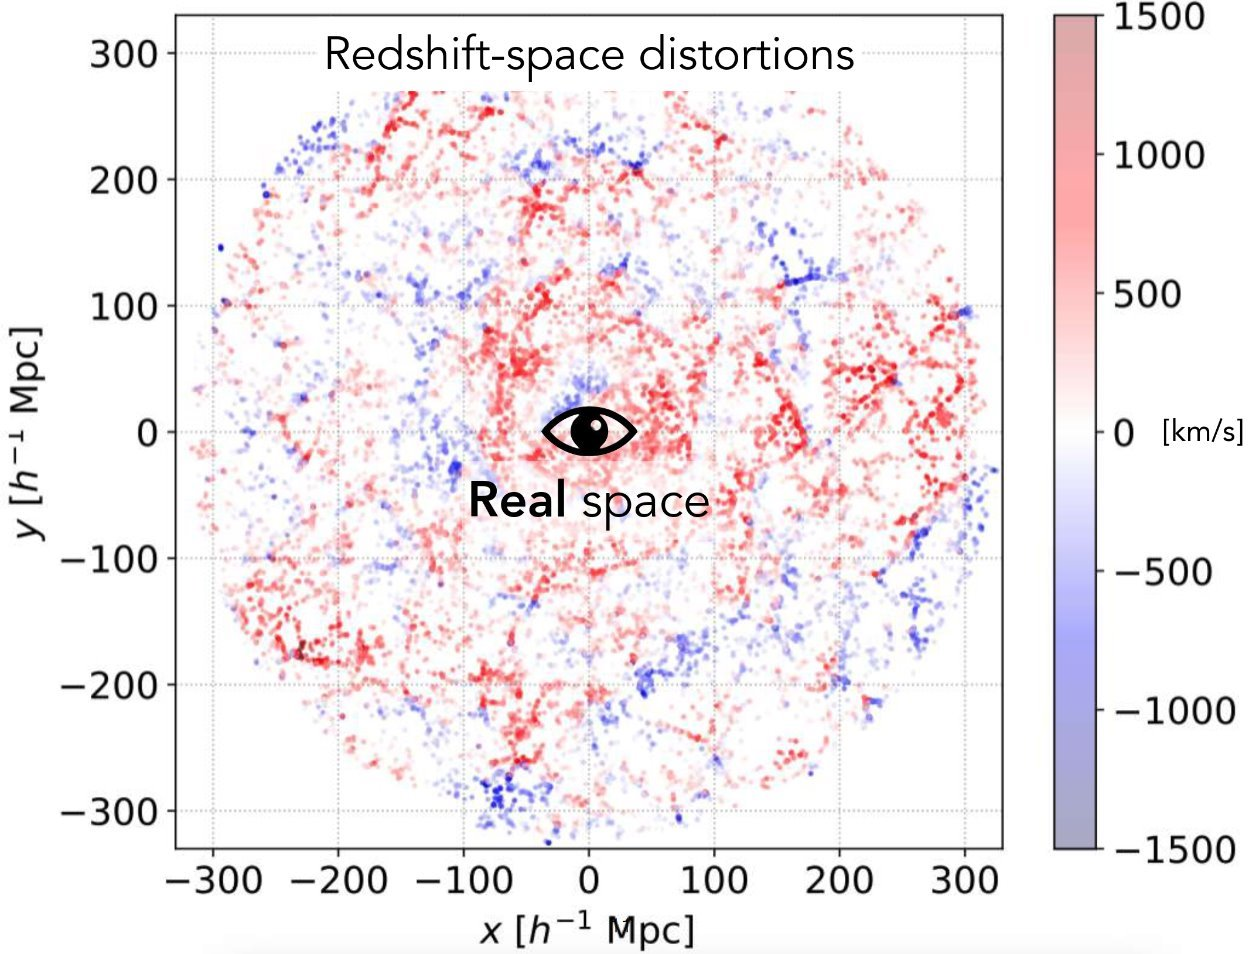 Redshift-space distortions
300
200
100
0
−100
−200
−300
y [h⁻¹ Mpc]
Real space
−300 −200 −100 0 100 200 300
x [h⁻¹ Mpc]
1500
1000
500
0 [km/s]
−500
−1000
−1500